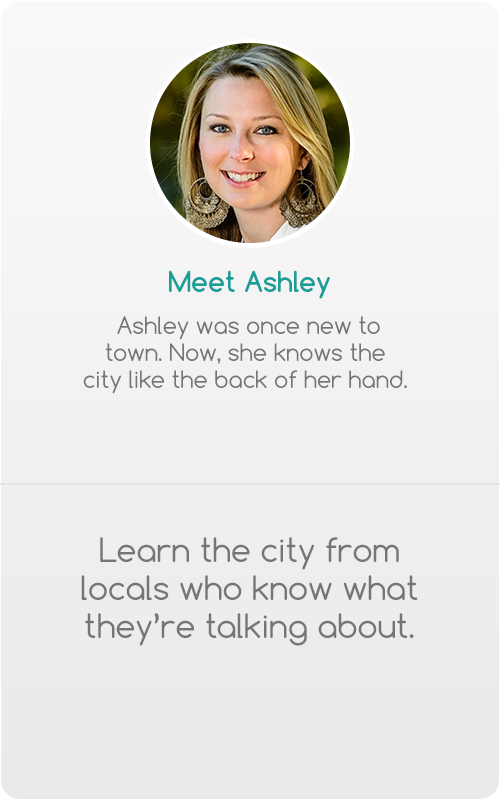 Meet Ashley
Ashley was once new to
town. Now, she knows the
city like the back of her hand.
Learn the city from
locals who know what
they’re talking about.